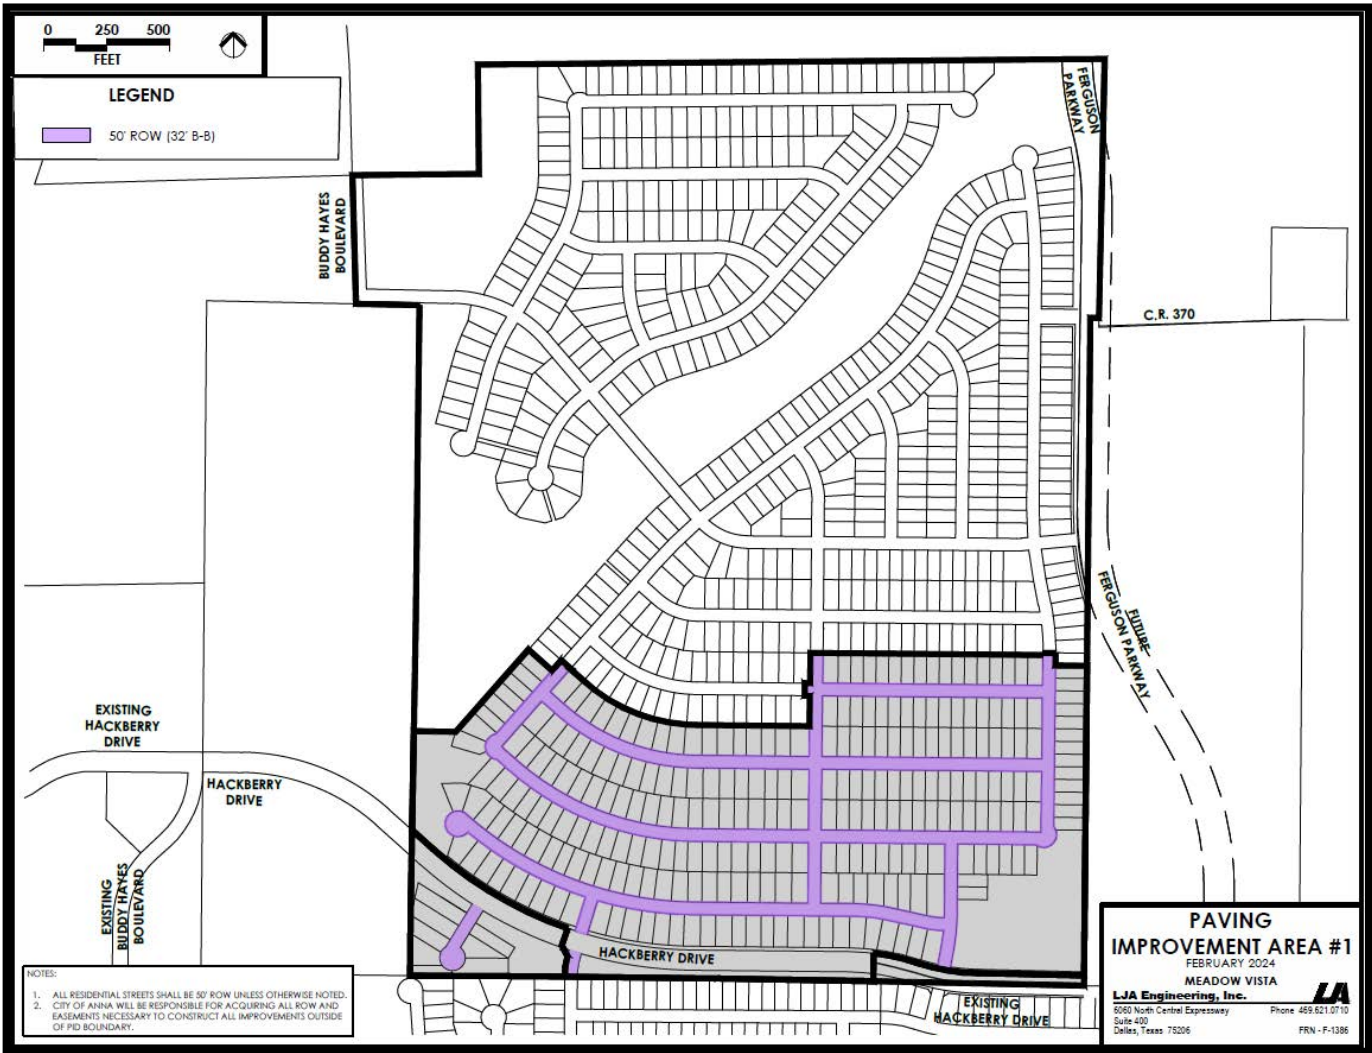 0 250 500
FEET
LEGEND
50' ROW (32' B-B)
BUDDY HAYES
BOULEVARD
FERGUSON
PARKWAY
C.R. 370
FUTURE
FERGUSON PARKWAY
EXISTING
HACKBERRY
DRIVE
HACKBERRY
DRIVE
EXISTING
BUDDY HAYES
BOULEVARD
HACKBERRY DRIVE
EXISTING
HACKBERRY DRIVE
NOTES:
1. ALL RESIDENTIAL STREETS SHALL BE 50' ROW UNLESS OTHERWISE NOTED.
2. CITY OF ANNA WILL BE RESPONSIBLE FOR ACQUIRING ALL ROW AND
EASEMENTS NECESSARY TO CONSTRUCT ALL IMPROVEMENTS OUTSIDE
OF PID BOUNDARY.
PAVING
IMPROVEMENT AREA #1
FEBRUARY 2024
MEADOW VISTA
LJA Engineering, Inc.
6060 North Central Expressway Phone 469.621.0710
Suite 400
Dallas, Texas 75206 FRN - F-1386